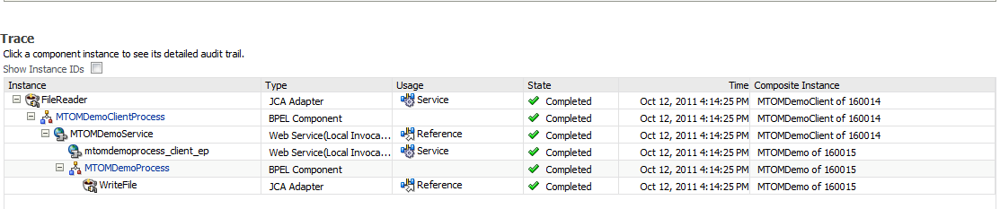 Trace
Click a component instance to see its detailed audit trail.
Show Instance IDs
Instance Type Usage State Time Composite Instance
FileReader JCA Adapter Service Completed Oct 12, 2011 4:14:25 PM MTOMDemoClient of 160014
MTOMDemoClientProcess BPEL Component Completed Oct 12, 2011 4:14:25 PM MTOMDemoClient of 160014
MTOMDemoService Web Service(Local Invoca... Reference Completed Oct 12, 2011 4:14:25 PM MTOMDemoClient of 160014
mtomdemoprocess_client_ep Web Service(Local Invoca... Service Completed Oct 12, 2011 4:14:25 PM MTOMDemo of 160015
MTOMDemoProcess BPEL Component Completed Oct 12, 2011 4:14:25 PM MTOMDemo of 160015
WriteFile JCA Adapter Reference Completed Oct 12, 2011 4:14:25 PM MTOMDemo of 160015